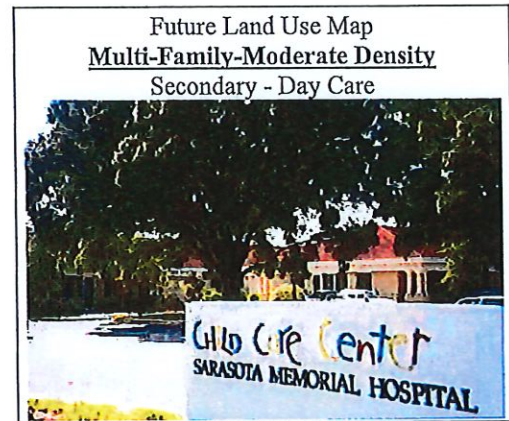 Future Land Use Map
Multi-Family-Moderate Density
Secondary - Day Care
CHILD CARE CENTER
SARASOTA MEMORIAL HOSPITAL